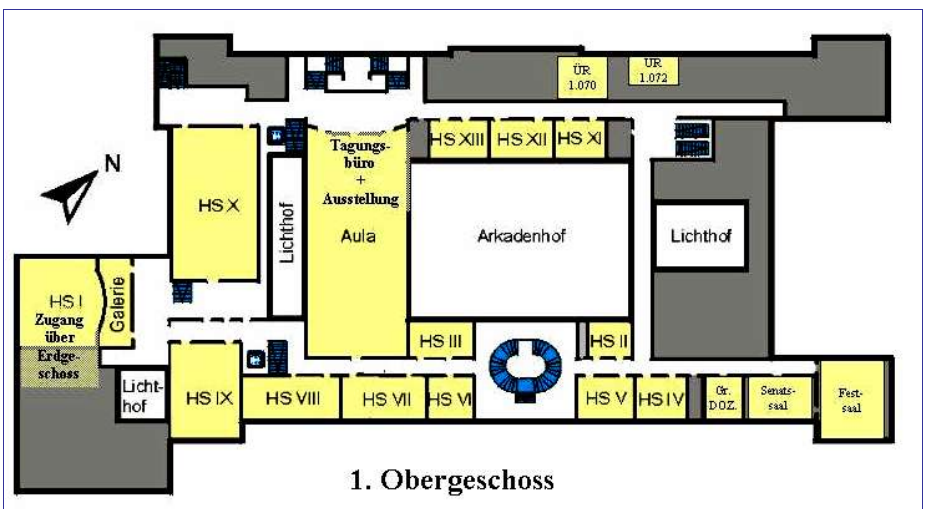 ÜR
1.070
ÜR
1.072
N
HS X
Lichthof
Tagungs-
büro
+
Ausstellung
Aula
HS XIII
HS XII
HS XI
Arkadenhof
Lichthof
HS I
Zugang
über
Erdge-
schoss
Galerie
Licht-
hof
HS III
HS II
HS IX
HS VIII
HS VII
HS VI
HS V
HS IV
Gr.
DOZ.
Senats-
saal
Fest-
saal
1. Obergeschoss